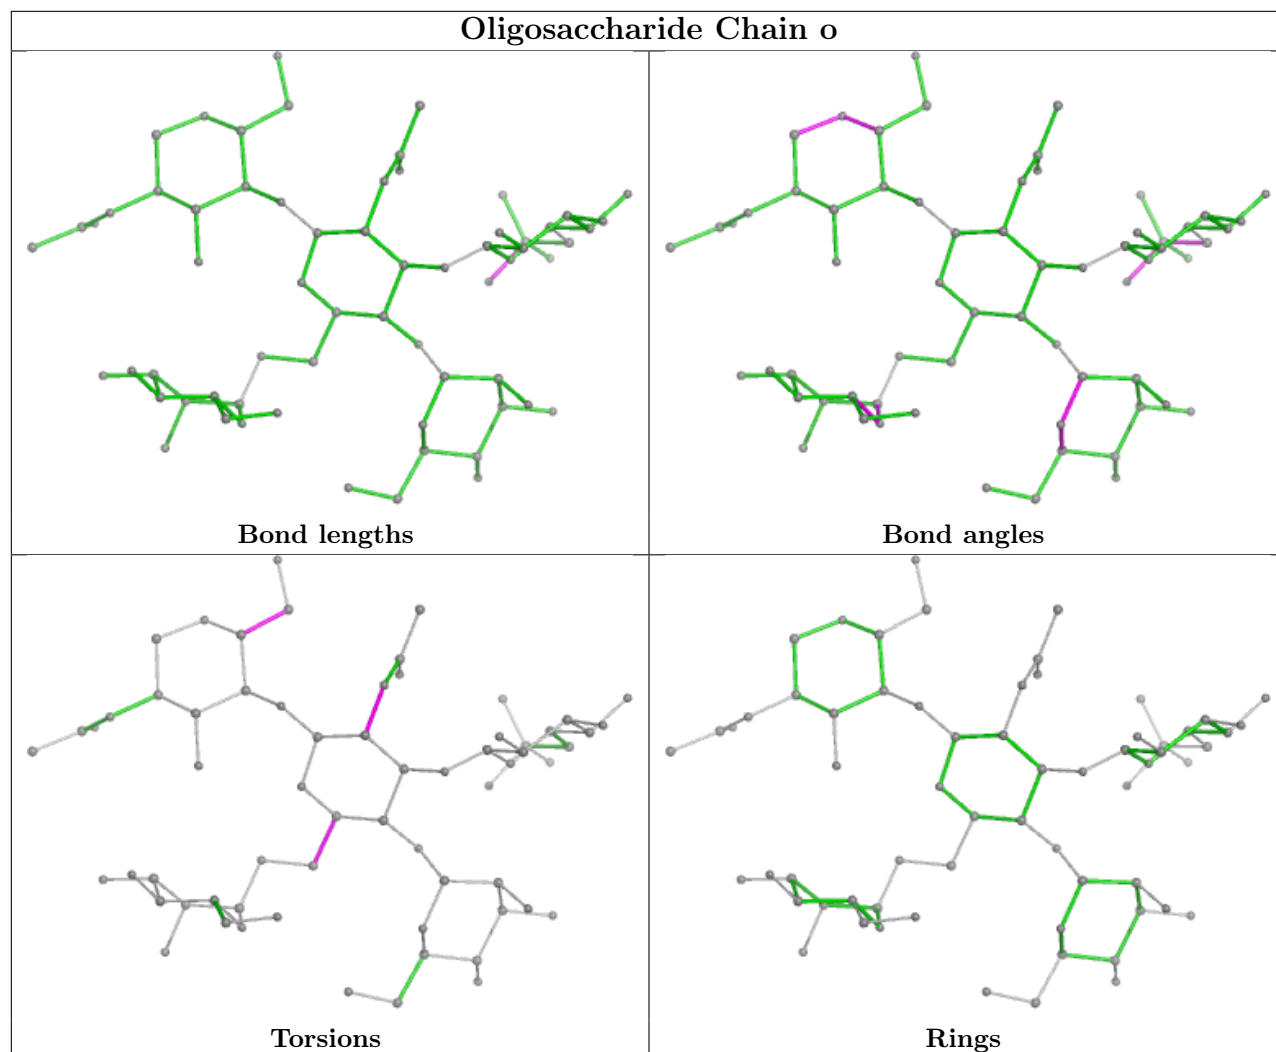 Oligosaccharide Chain o
Bond lengths
Bond angles
Torsions
Rings